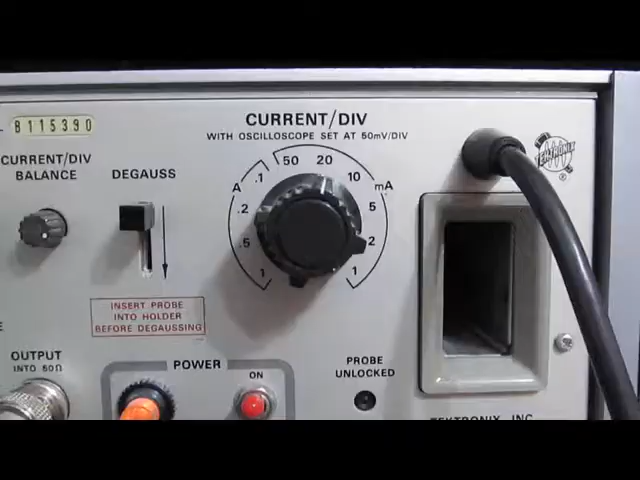 B115390
CURRENT/DIV
WITH OSCILLOSCOPE SET AT 50mV/DIV
CURRENT/DIV
BALANCE
DEGAUSS
A
.1
50
20
10
mA
.2
5
.5
2
1
1
TEKTRONIX
®
INSERT PROBE
INTO HOLDER
BEFORE DEGAUSSING
OUTPUT
INTO 50Ω
POWER
ON
PROBE
UNLOCKED
TEKTRONIX, INC.